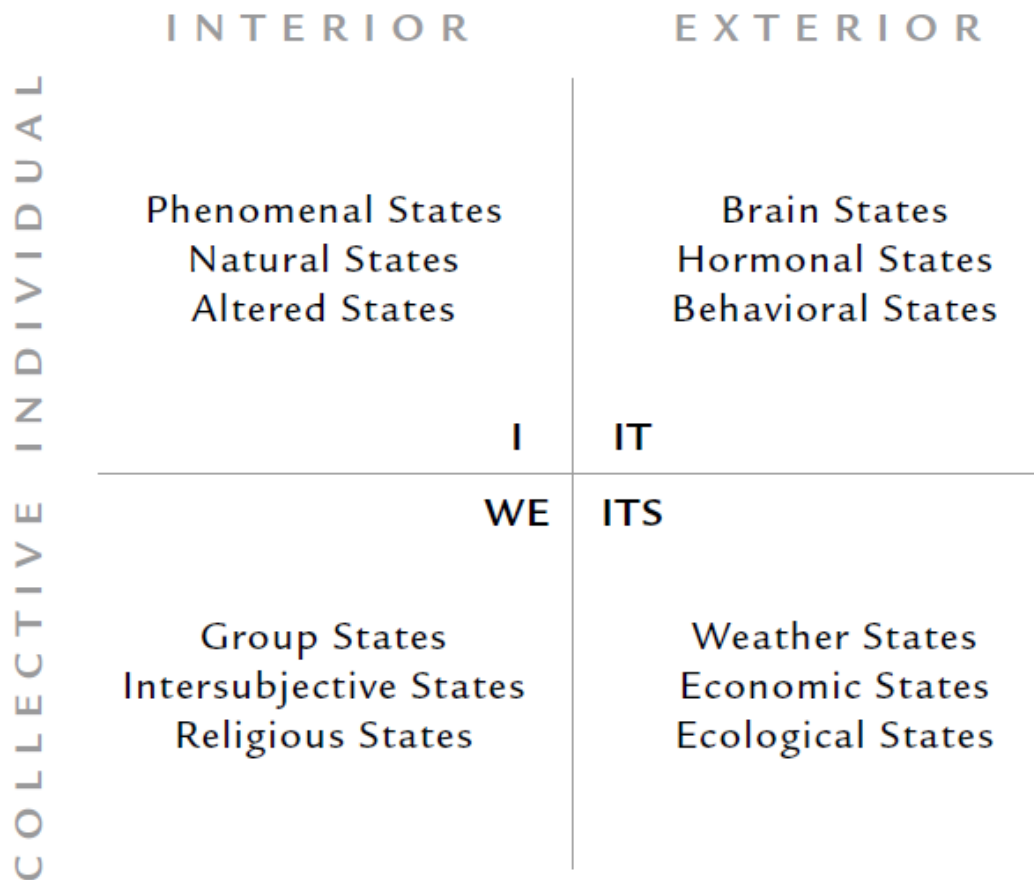 INTERIOR
EXTERIOR
INDIVIDUAL
Phenomenal States
Natural States
Altered States
Brain States
Hormonal States
Behavioral States
I
IT
COLLECTIVE
WE
ITS
Group States
Intersubjective States
Religious States
Weather States
Economic States
Ecological States